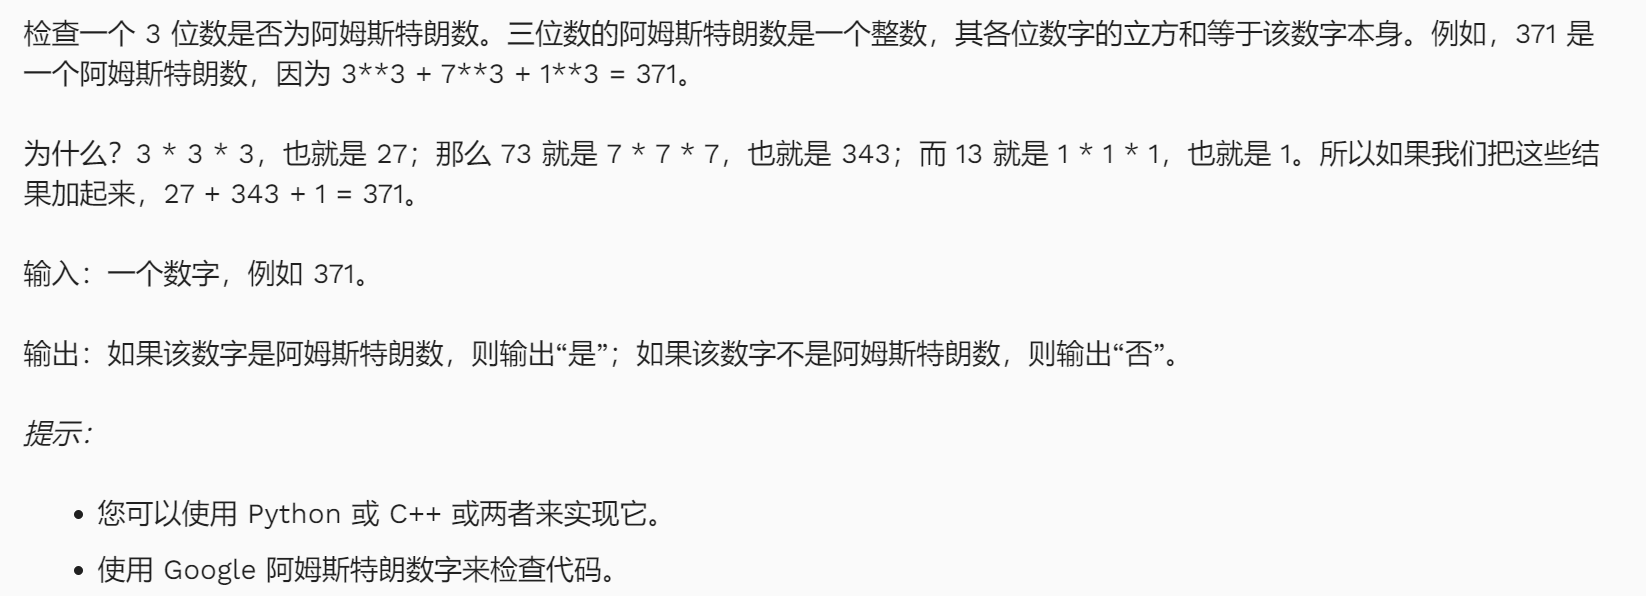 检查一个 3 位数是否为阿姆斯特朗数。三位数的阿姆斯特朗数是一个整数，其各位数字的立方和等于该数字本身。例如，371 是
一个阿姆斯特朗数，因为 3**3 + 7**3 + 1**3 = 371。
为什么？3 * 3 * 3，也就是 27；那么 73 就是 7 * 7 * 7，也就是 343；而 13 就是 1 * 1 * 1，也就是 1。所以如果我们把这些结
果加起来，27 + 343 + 1 = 371。
输入：一个数字，例如 371。
输出：如果该数字是阿姆斯特朗数，则输出“是”；如果该数字不是阿姆斯特朗数，则输出“否”。
提示：
• 您可以使用 Python 或 C++ 或两者来实现它。
• 使用 Google 阿姆斯特朗数字来检查代码。